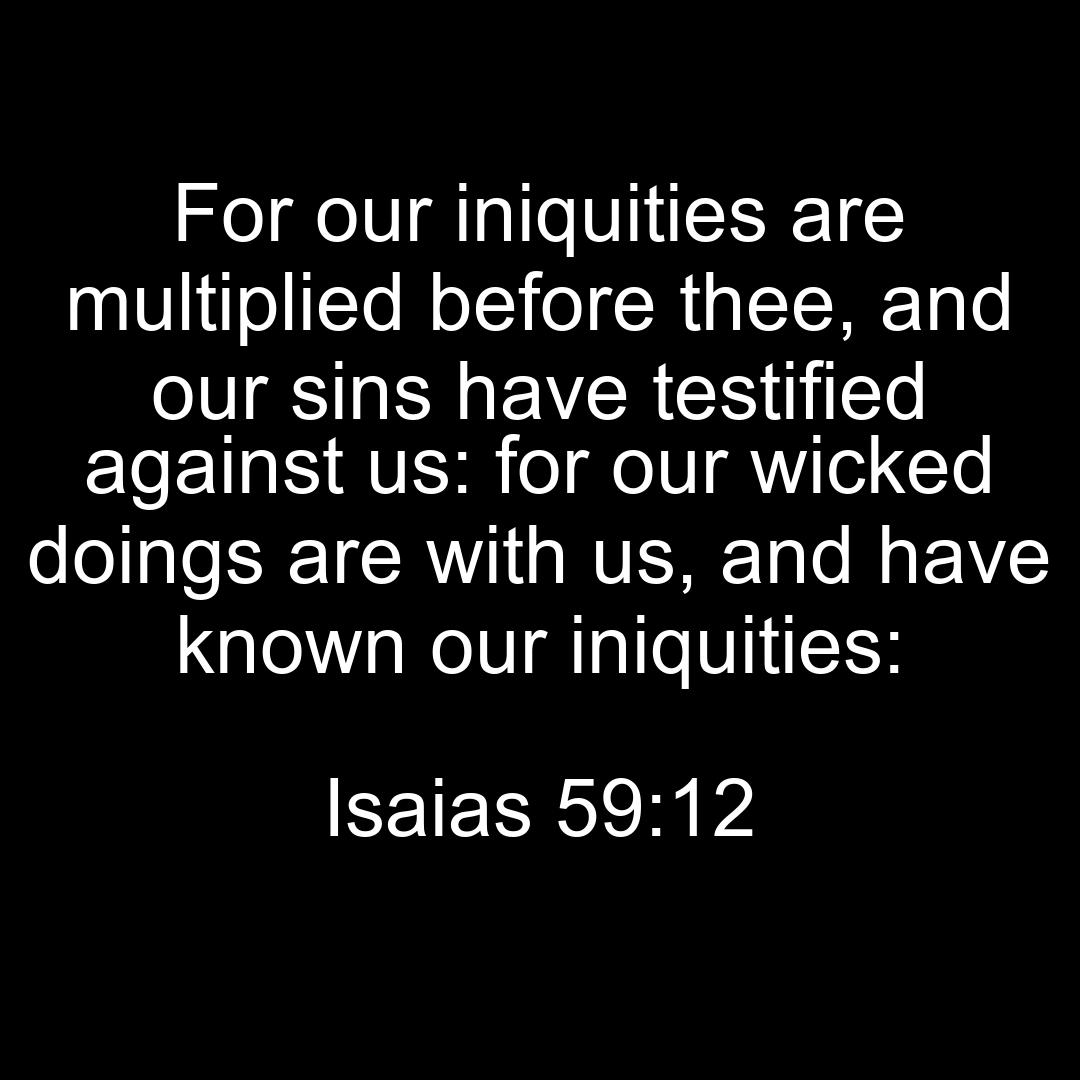 For our iniquities are
multiplied before thee, and
our sins have testified
against us: for our wicked
doings are with us, and have
known our iniquities:
Isaias 59:12